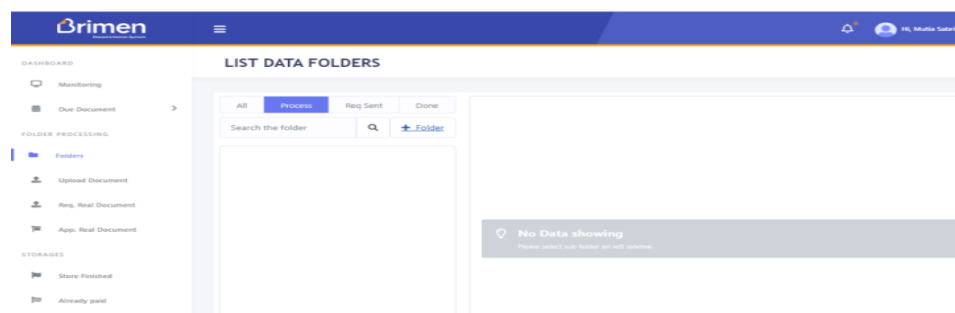 Brimen
Hi, Mutia Sabri
DASHBOARD
Monitoring
Due Document
FOLDER PROCESSING
Folders
Upload Document
Req. Real Document
App. Real Document
STORAGES
Store Finished
Already paid
LIST DATA FOLDERS
All Process Req Sent Done
Search the folder + Folder
No Data showing
Please select sub folder on left sidebar.